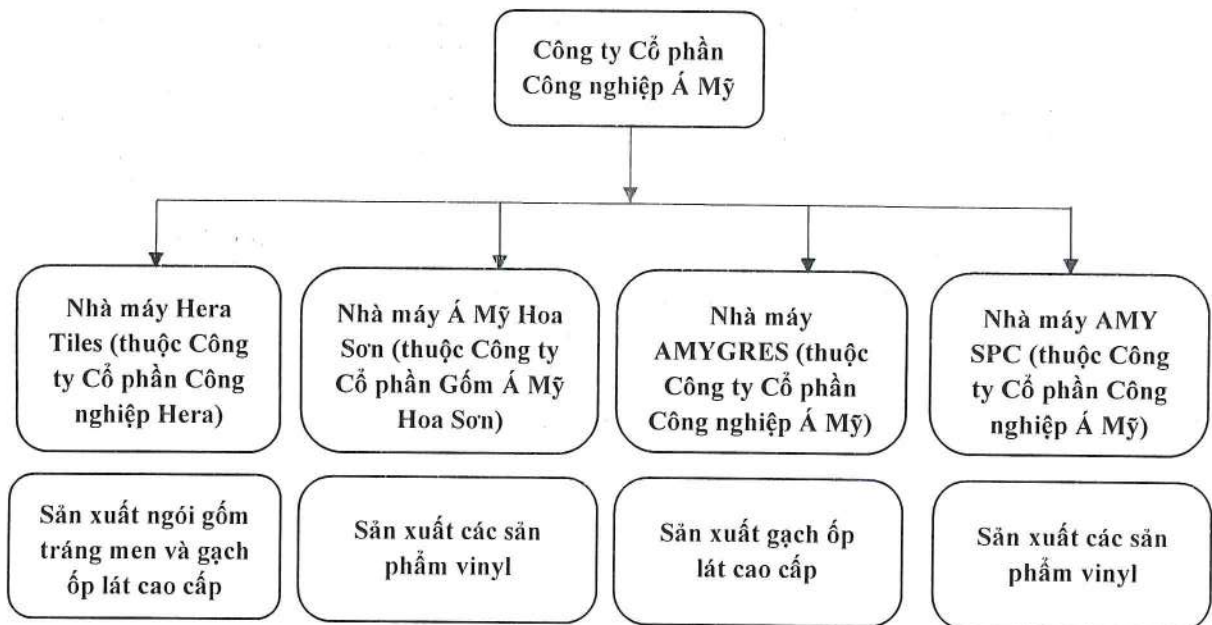 Công ty Cổ phần
Công nghiệp Á Mỹ
Nhà máy Hera
Tiles (thuộc Công
ty Cổ phần Công
nghiệp Hera)
Nhà máy Á Mỹ Hoa
Sơn (thuộc Công ty
Cổ phần Gốm Á Mỹ
Hoa Sơn)
Nhà máy
AMYGRES (thuộc
Công ty Cổ phần
Công nghiệp Á Mỹ)
Nhà máy AMY
SPC (thuộc Công
ty Cổ phần Công
nghiệp Á Mỹ)
Sản xuất ngói gốm
tráng men và gạch
ốp lát cao cấp
Sản xuất các sản
phẩm vinyl
Sản xuất gạch ốp
lát cao cấp
Sản xuất các sản
phẩm vinyl